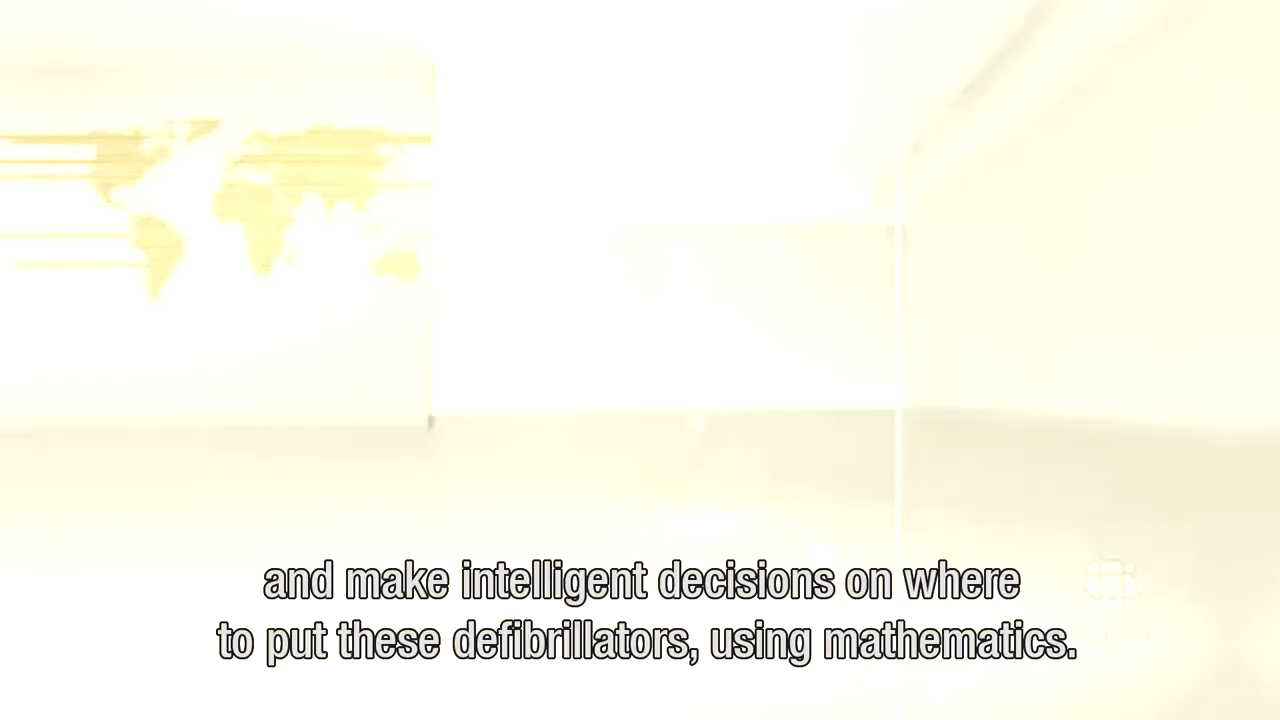 and make intelligent decisions on where
to put these defibrillators, using mathematics.